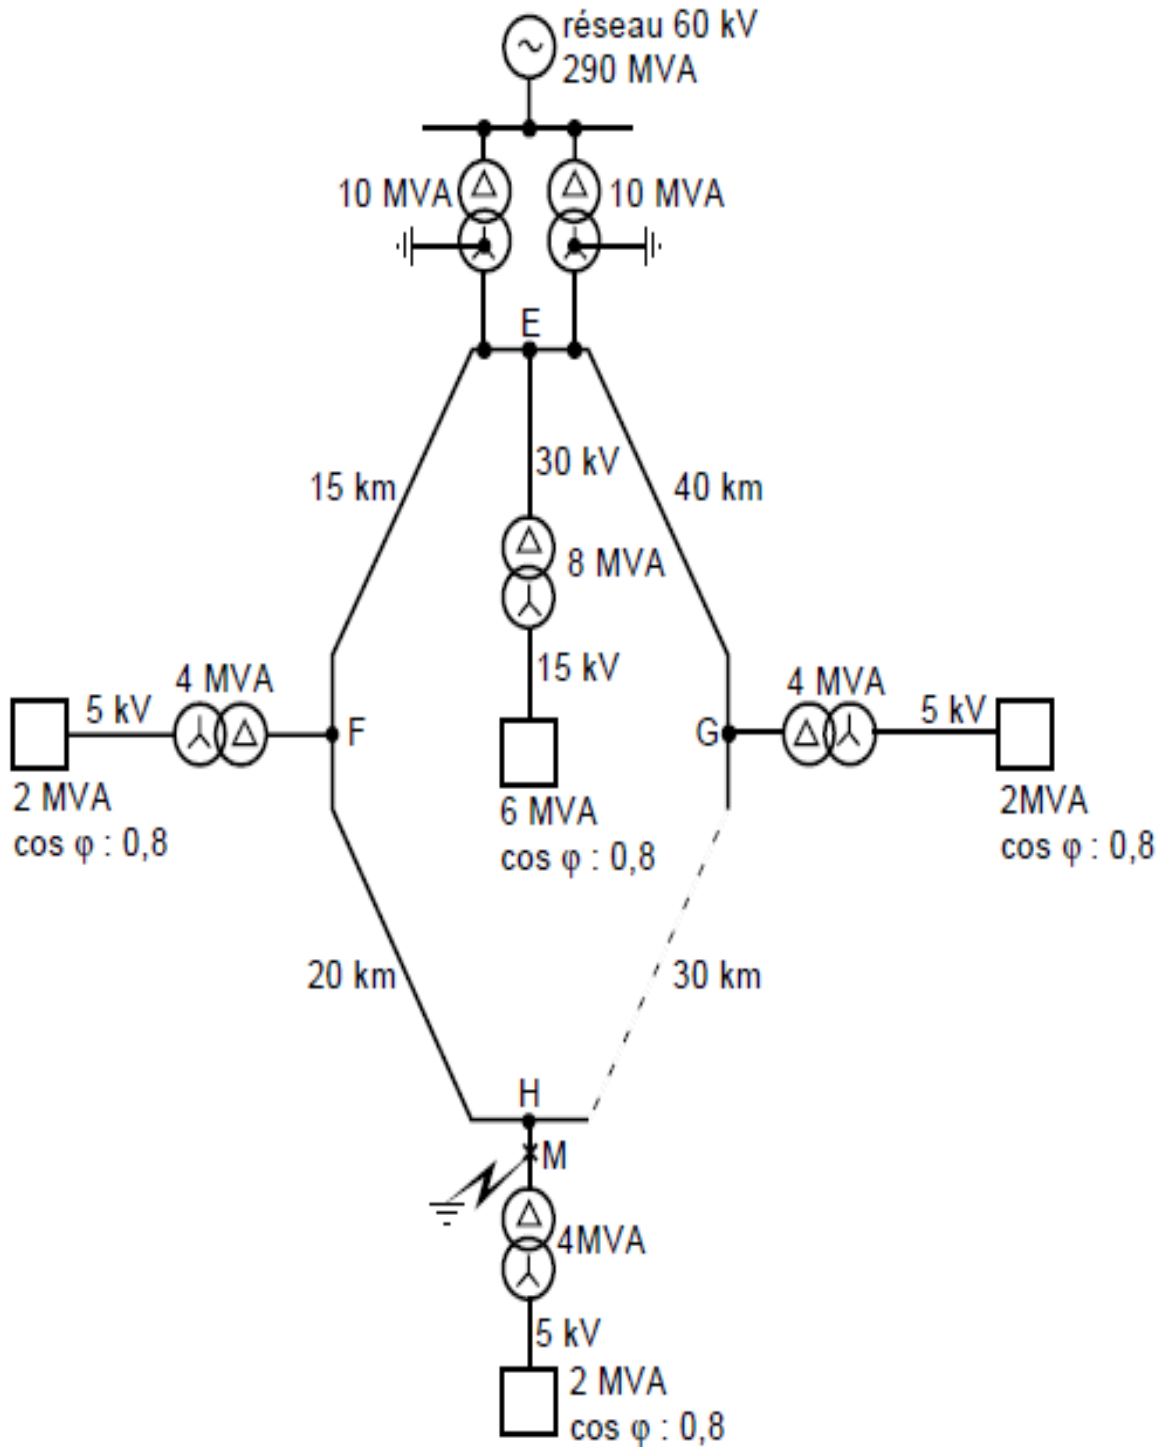 réseau 60 kV
290 MVA
10 MVA
10 MVA
E
30 kV
15 km
40 km
8 MVA
15 kV
4 MVA
4 MVA
5 kV
5 kV
F
G
2 MVA
cos φ : 0,8
6 MVA
cos φ : 0,8
2MVA
cos φ : 0,8
20 km
30 km
H
M
4MVA
5 kV
2 MVA
cos φ : 0,8